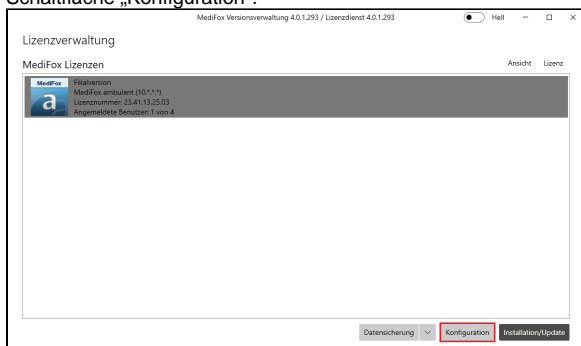 Schaltfläche „Konfiguration“.
MediFox Versionsverwaltung 4.0.1.293 / Lizenzdienst 4.0.1.293
Hell
Lizenzverwaltung
MediFox Lizenzen
Ansicht Lizenz
MediFox
a
Filialversion
MediFox ambulant (10.*.*.*)
Lizenznummer: 23.41.13.25.03
Angemeldete Benutzer: 1 von 4
Datensicherung Konfiguration Installation/Update